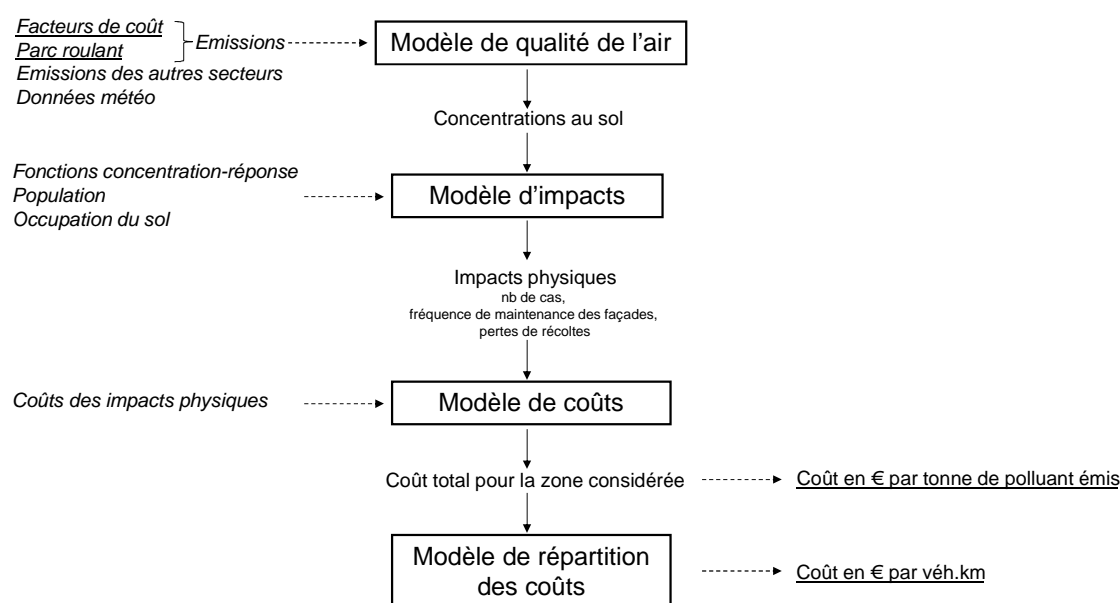 Facteurs de coût
Parc roulant
Emissions
Emissions des autres secteurs
Données météo
Modèle de qualité de l'air
Concentrations au sol
Fonctions concentration-réponse
Population
Occupation du sol
Modèle d'impacts
Impacts physiques
nb de cas,
fréquence de maintenance des façades,
pertes de récoltes
Coûts des impacts physiques
Modèle de coûts
Coût total pour la zone considérée
Coût en € par tonne de polluant émis
Modèle de répartition
des coûts
Coût en € par véh.km